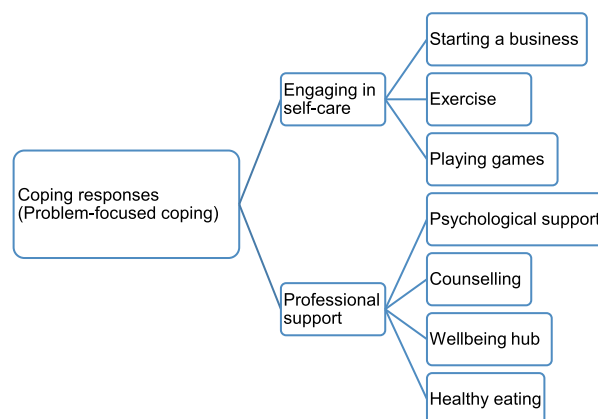 Coping responses
(Problem-focused coping)
Engaging in
self-care
Starting a business
Exercise
Playing games
Professional
support
Psychological support
Counselling
Wellbeing hub
Healthy eating